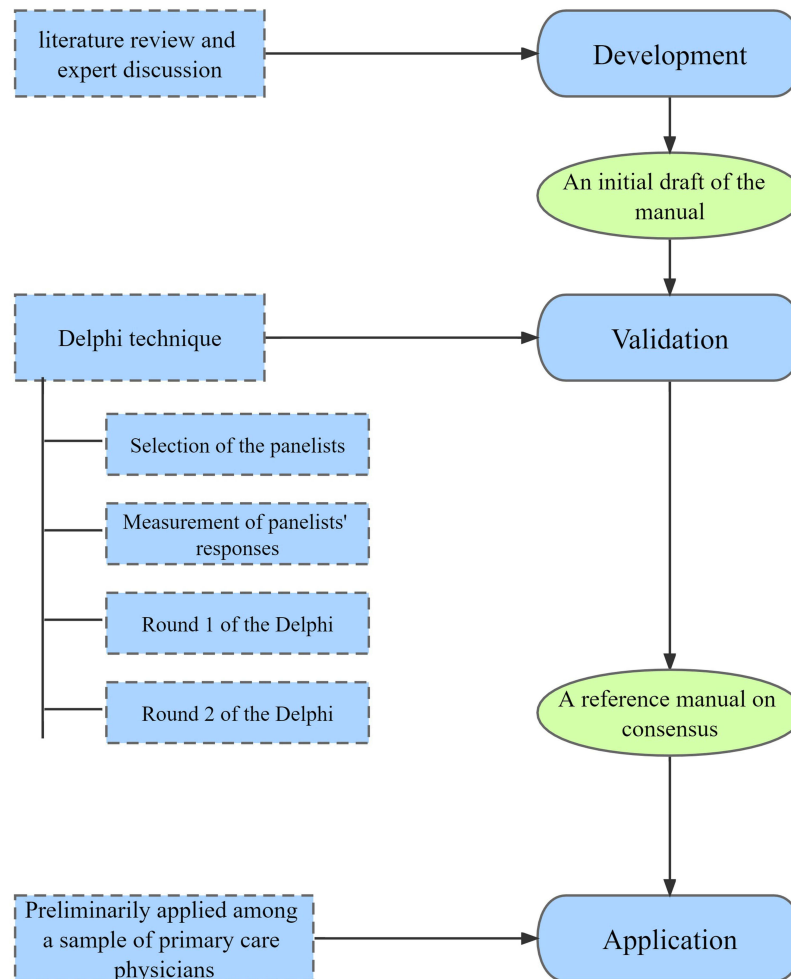 literature review and
expert discussion
Development
An initial draft of the
manual
Delphi technique
Validation
Selection of the panelists
Measurement of panelists'
responses
Round 1 of the Delphi
Round 2 of the Delphi
A reference manual on
consensus
Preliminarily applied among
a sample of primary care
physicians
Application